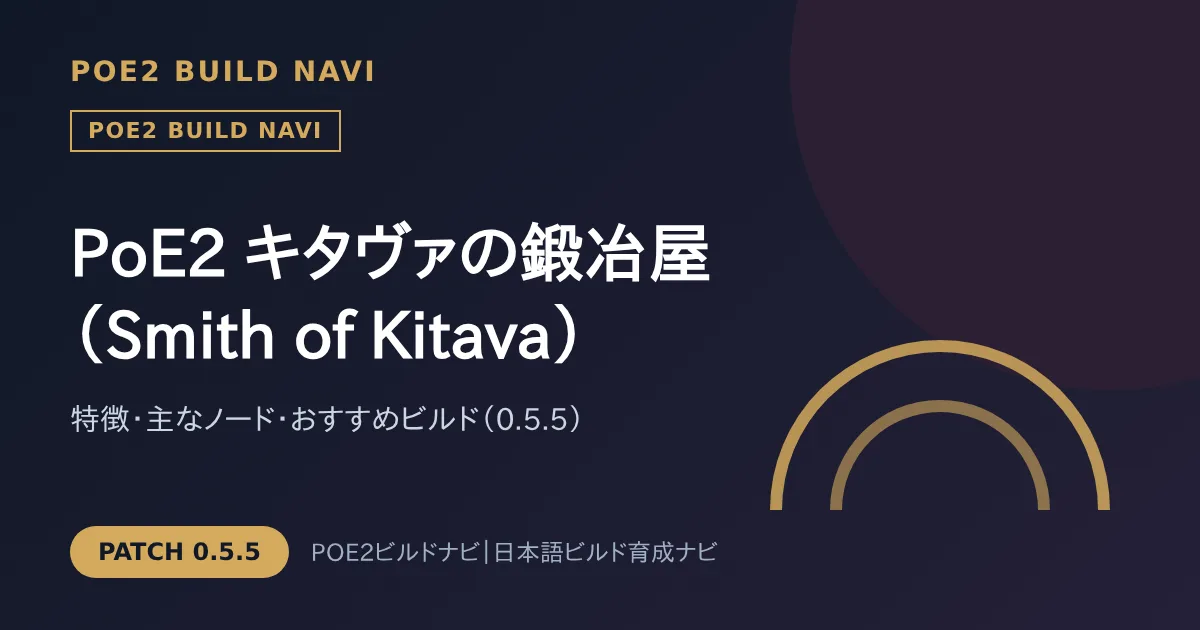 POE2 BUILD NAVI
POE2 BUILD NAVI
PoE2 キタヴァの鍛冶屋
（Smith of Kitava）
特徴・主なノード・おすすめビルド（0.5.5）
PATCH 0.5.5
POE2ビルドナビ|日本語ビルド育成ナビ